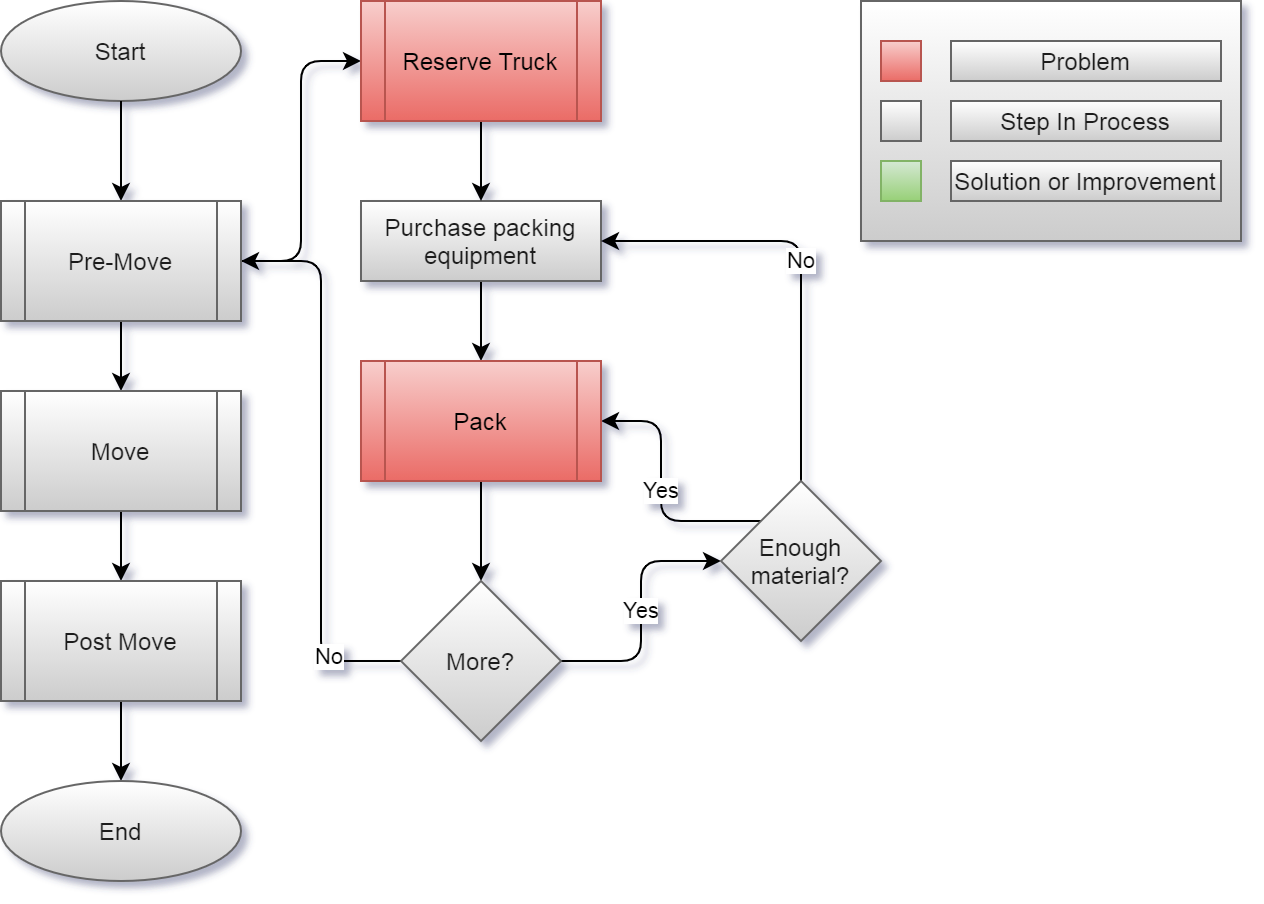 Start
Reserve Truck
Problem
Step In Process
Solution or Improvement
Pre-Move
Purchase packing
equipment
No
Move
Pack
Yes
Enough
material?
Yes
Post Move
No
More?
End